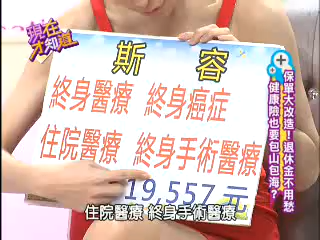 現在才知道
斯容
終身醫療 終身癌症
住院醫療 終身手術醫療
19,557元
保單大改造！退休金不用愁
健康險也要包山包海？
住院醫療 終身手術醫療